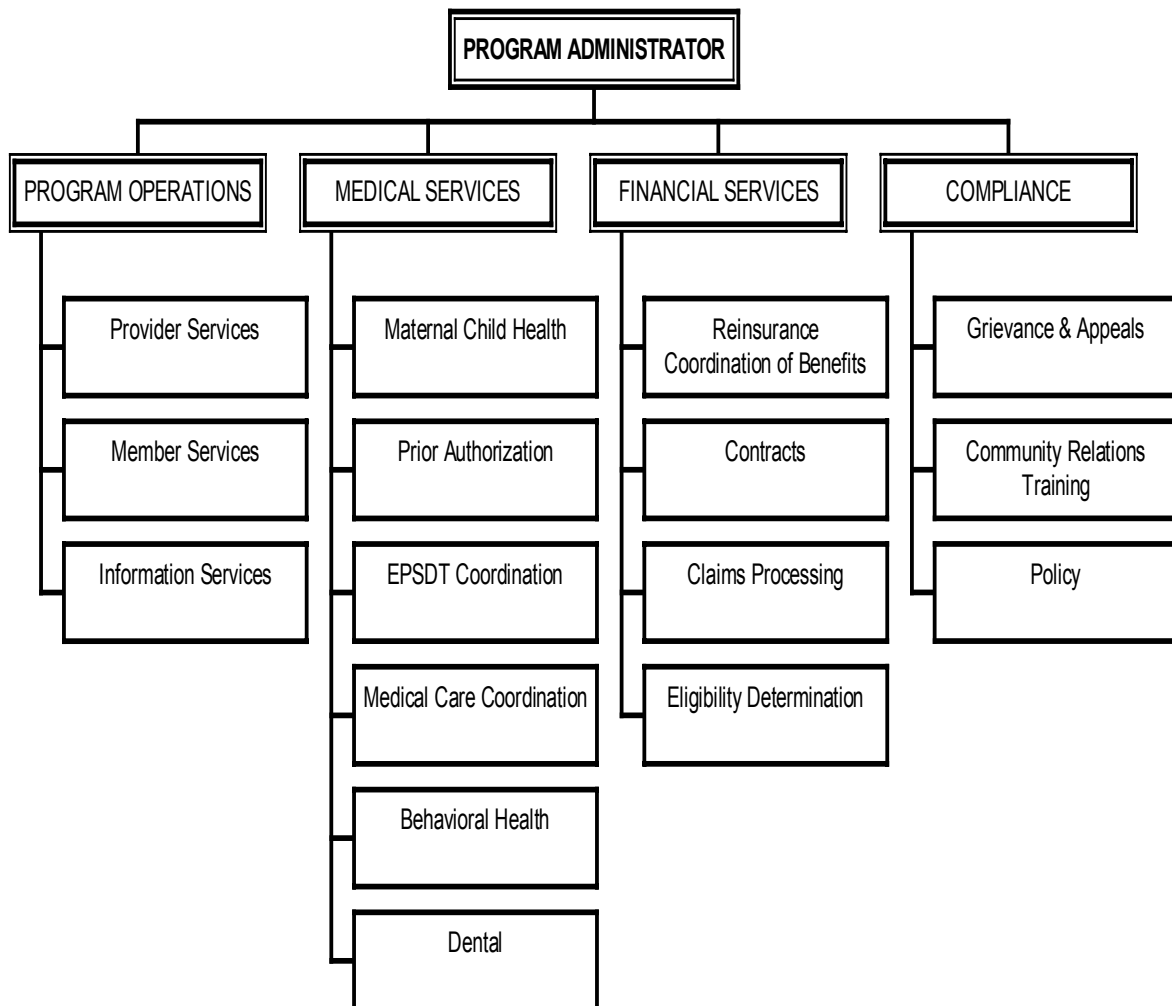 PROGRAM ADMINISTRATOR
PROGRAM OPERATIONS
MEDICAL SERVICES
FINANCIAL SERVICES
COMPLIANCE
Provider Services
Member Services
Information Services
Maternal Child Health
Prior Authorization
EPSDT Coordination
Medical Care Coordination
Behavioral Health
Dental
Reinsurance
Coordination of Benefits
Contracts
Claims Processing
Eligibility Determination
Grievance & Appeals
Community Relations
Training
Policy